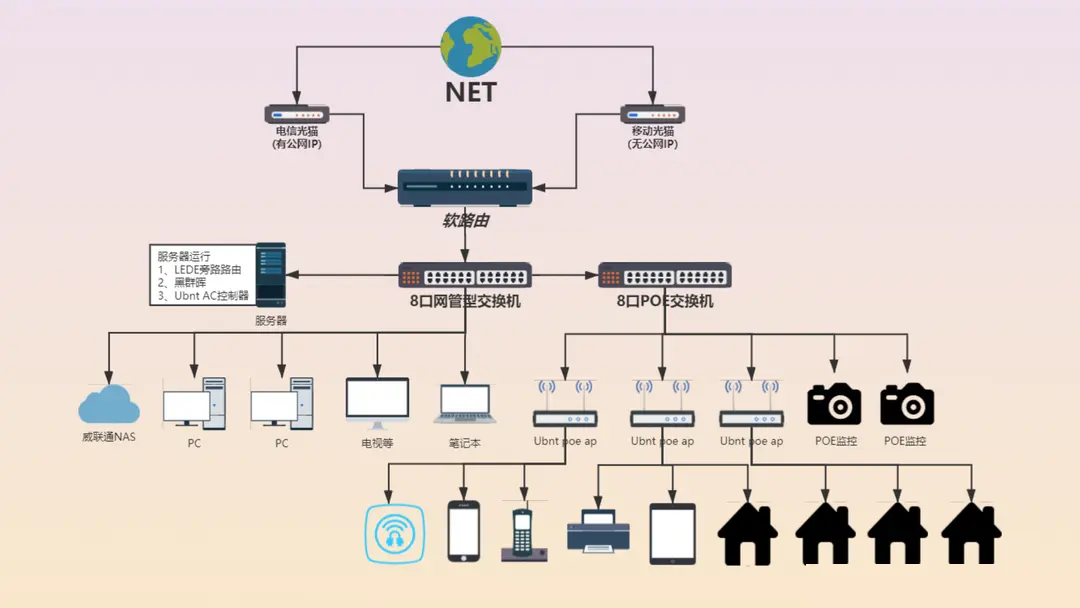 NET
电信光猫
(有公网IP)
移动光猫
(无公网IP)
软路由
服务器运行
1、LEDE旁路路由
2、黑群晖
3、Ubnt AC控制器
服务器
8口网管型交换机
8口POE交换机
威联通NAS
PC
PC
电视等
笔记本
Ubnt poe ap
Ubnt poe ap
Ubnt poe ap
POE监控
POE监控